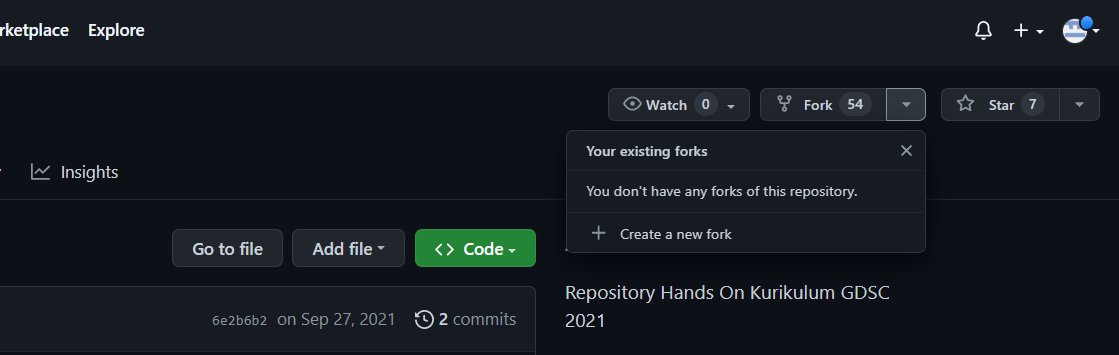 Explore
Watch 0
Fork 54
Star 7
Your existing forks
You don't have any forks of this repository.
Create a new fork
Insights
Go to file
Add file
Code
6e2b6b2 on Sep 27, 2021
2 commits
Repository Hands On Kurikulum GDSC
2021